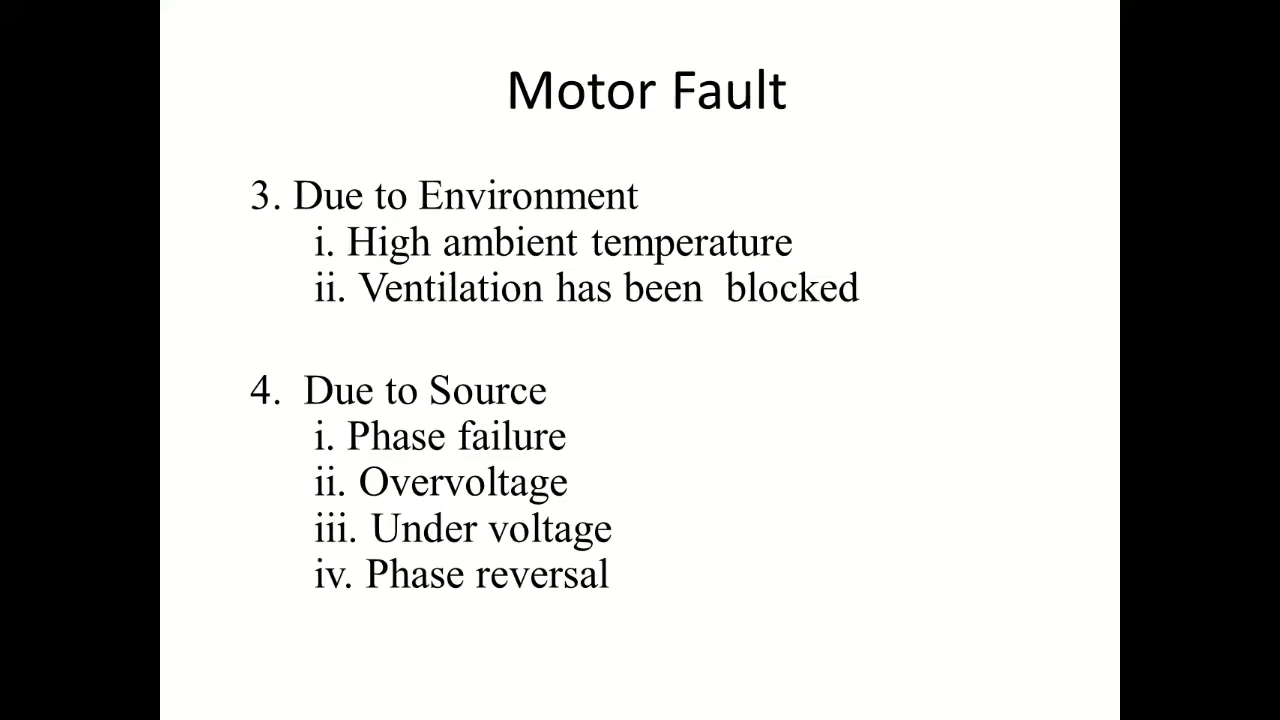 Motor Fault
3. Due to Environment
i. High ambient temperature
ii. Ventilation has been  blocked
4.  Due to Source
i. Phase failure
ii. Overvoltage
iii. Under voltage
iv. Phase reversal